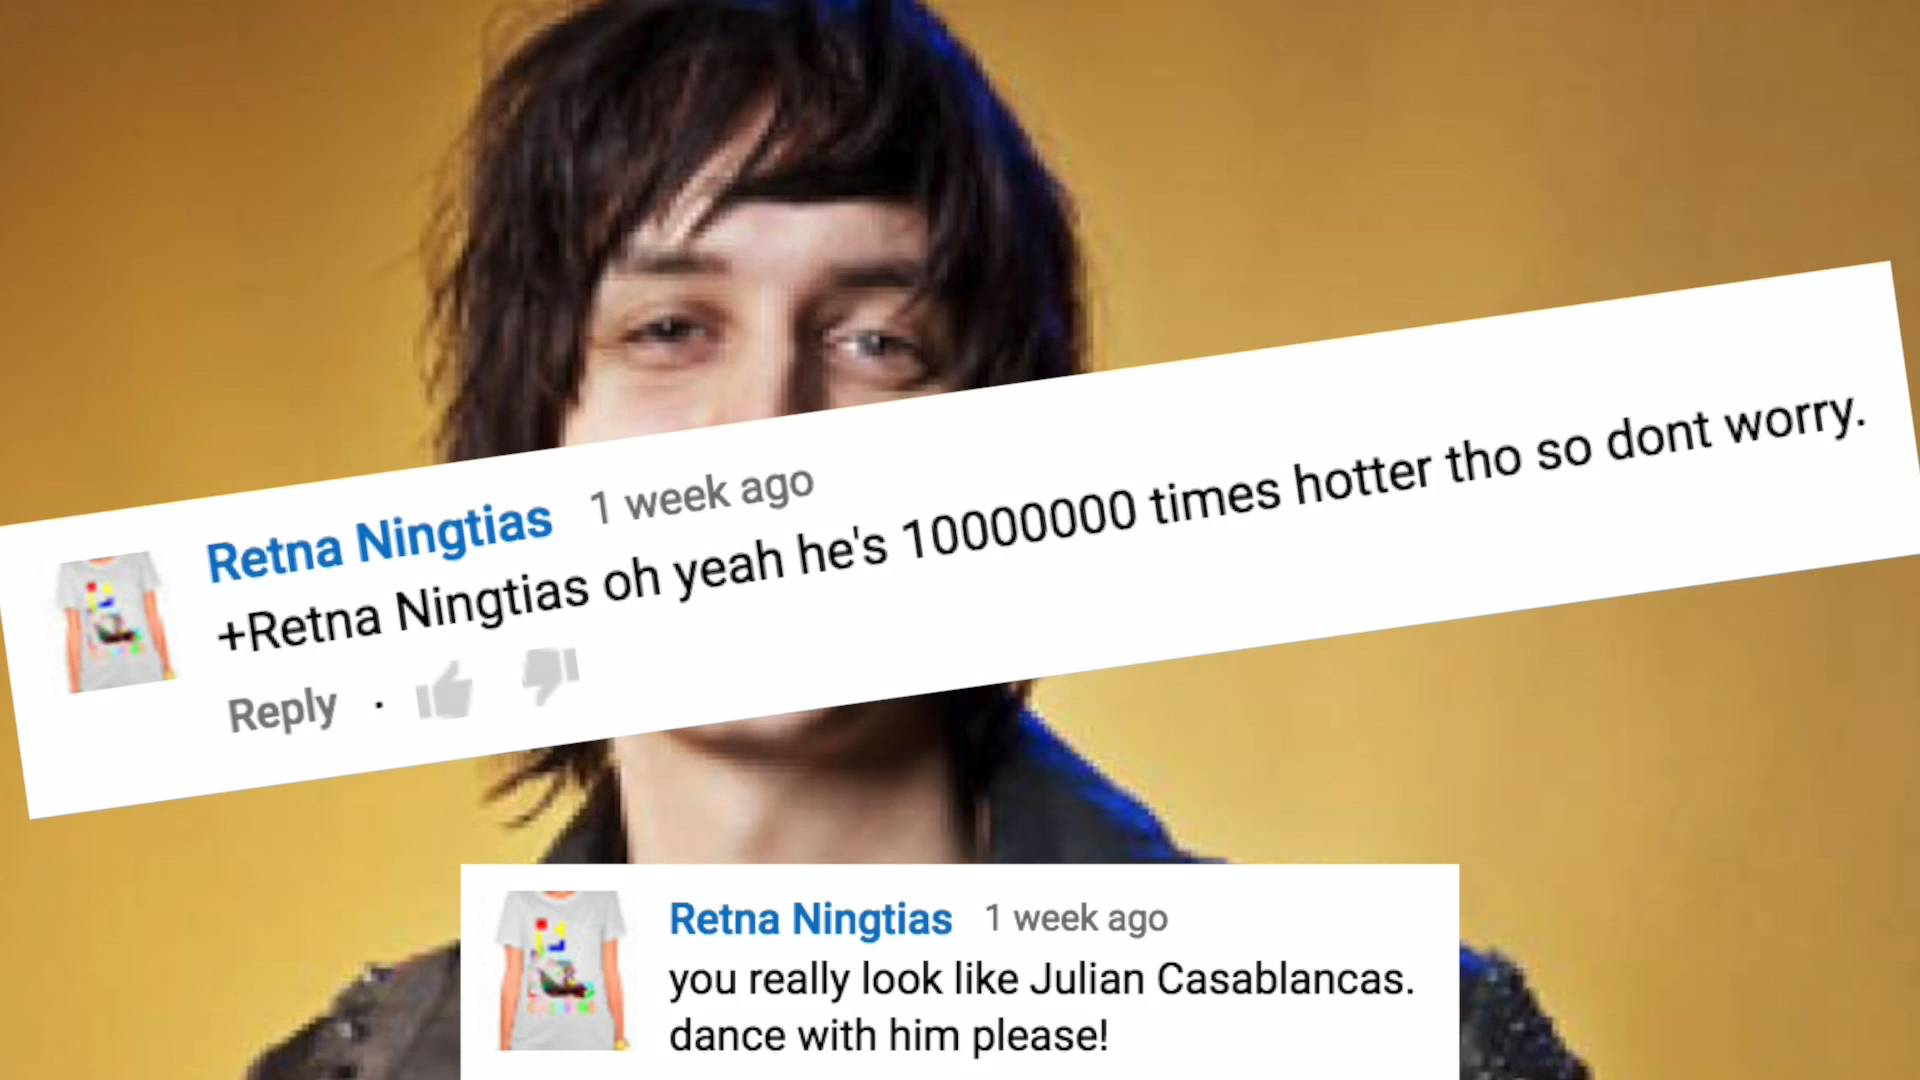 Retna Ningtias 1 week ago
+Retna Ningtias oh yeah he's 10000000 times hotter tho so dont worry.
Reply ·
Retna Ningtias 1 week ago
you really look like Julian Casablancas.
dance with him please!